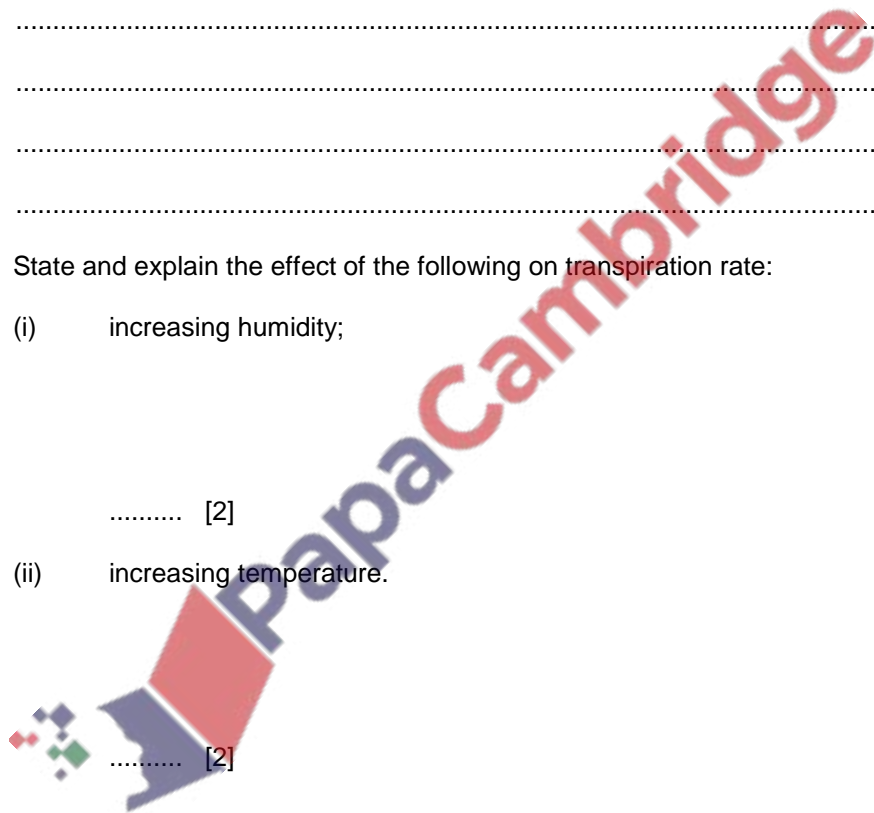 ................................................................................................................
................................................................................................................
................................................................................................................
................................................................................................................
State and explain the effect of the following on transpiration rate:
(i) increasing humidity;
.......... [2]
(ii) increasing temperature.
.......... [2]
PapaCambridge